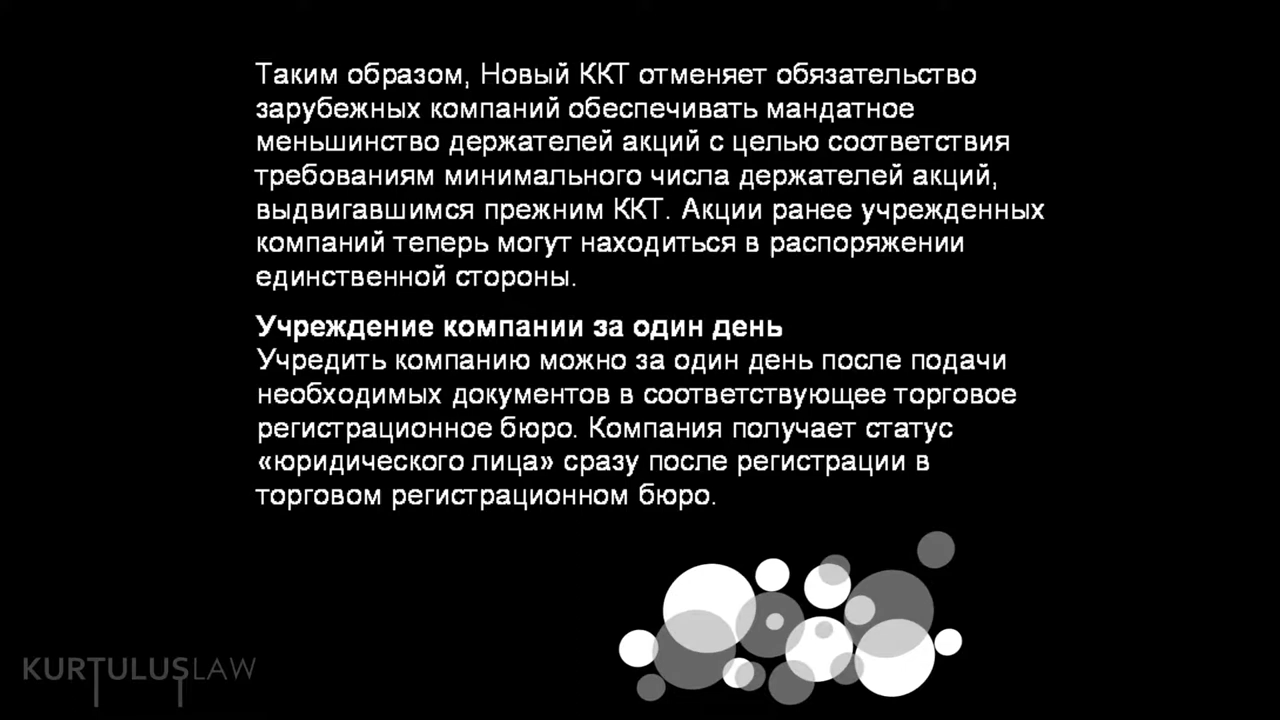 Таким образом, Новый ККТ отменяет обязательство
зарубежных компаний обеспечивать мандатное
меньшинство держателей акций с целью соответствия
требованиям минимального числа держателей акций,
выдвигавшимся прежним ККТ. Акции ранее учрежденных
компаний теперь могут находиться в распоряжении
единственной стороны.
Учреждение компании за один день
Учредить компанию можно за один день после подачи
необходимых документов в соответствующее торговое
регистрационное бюро. Компания получает статус
«юридического лица» сразу после регистрации в
торговом регистрационном бюро.
KURTULUSLAW